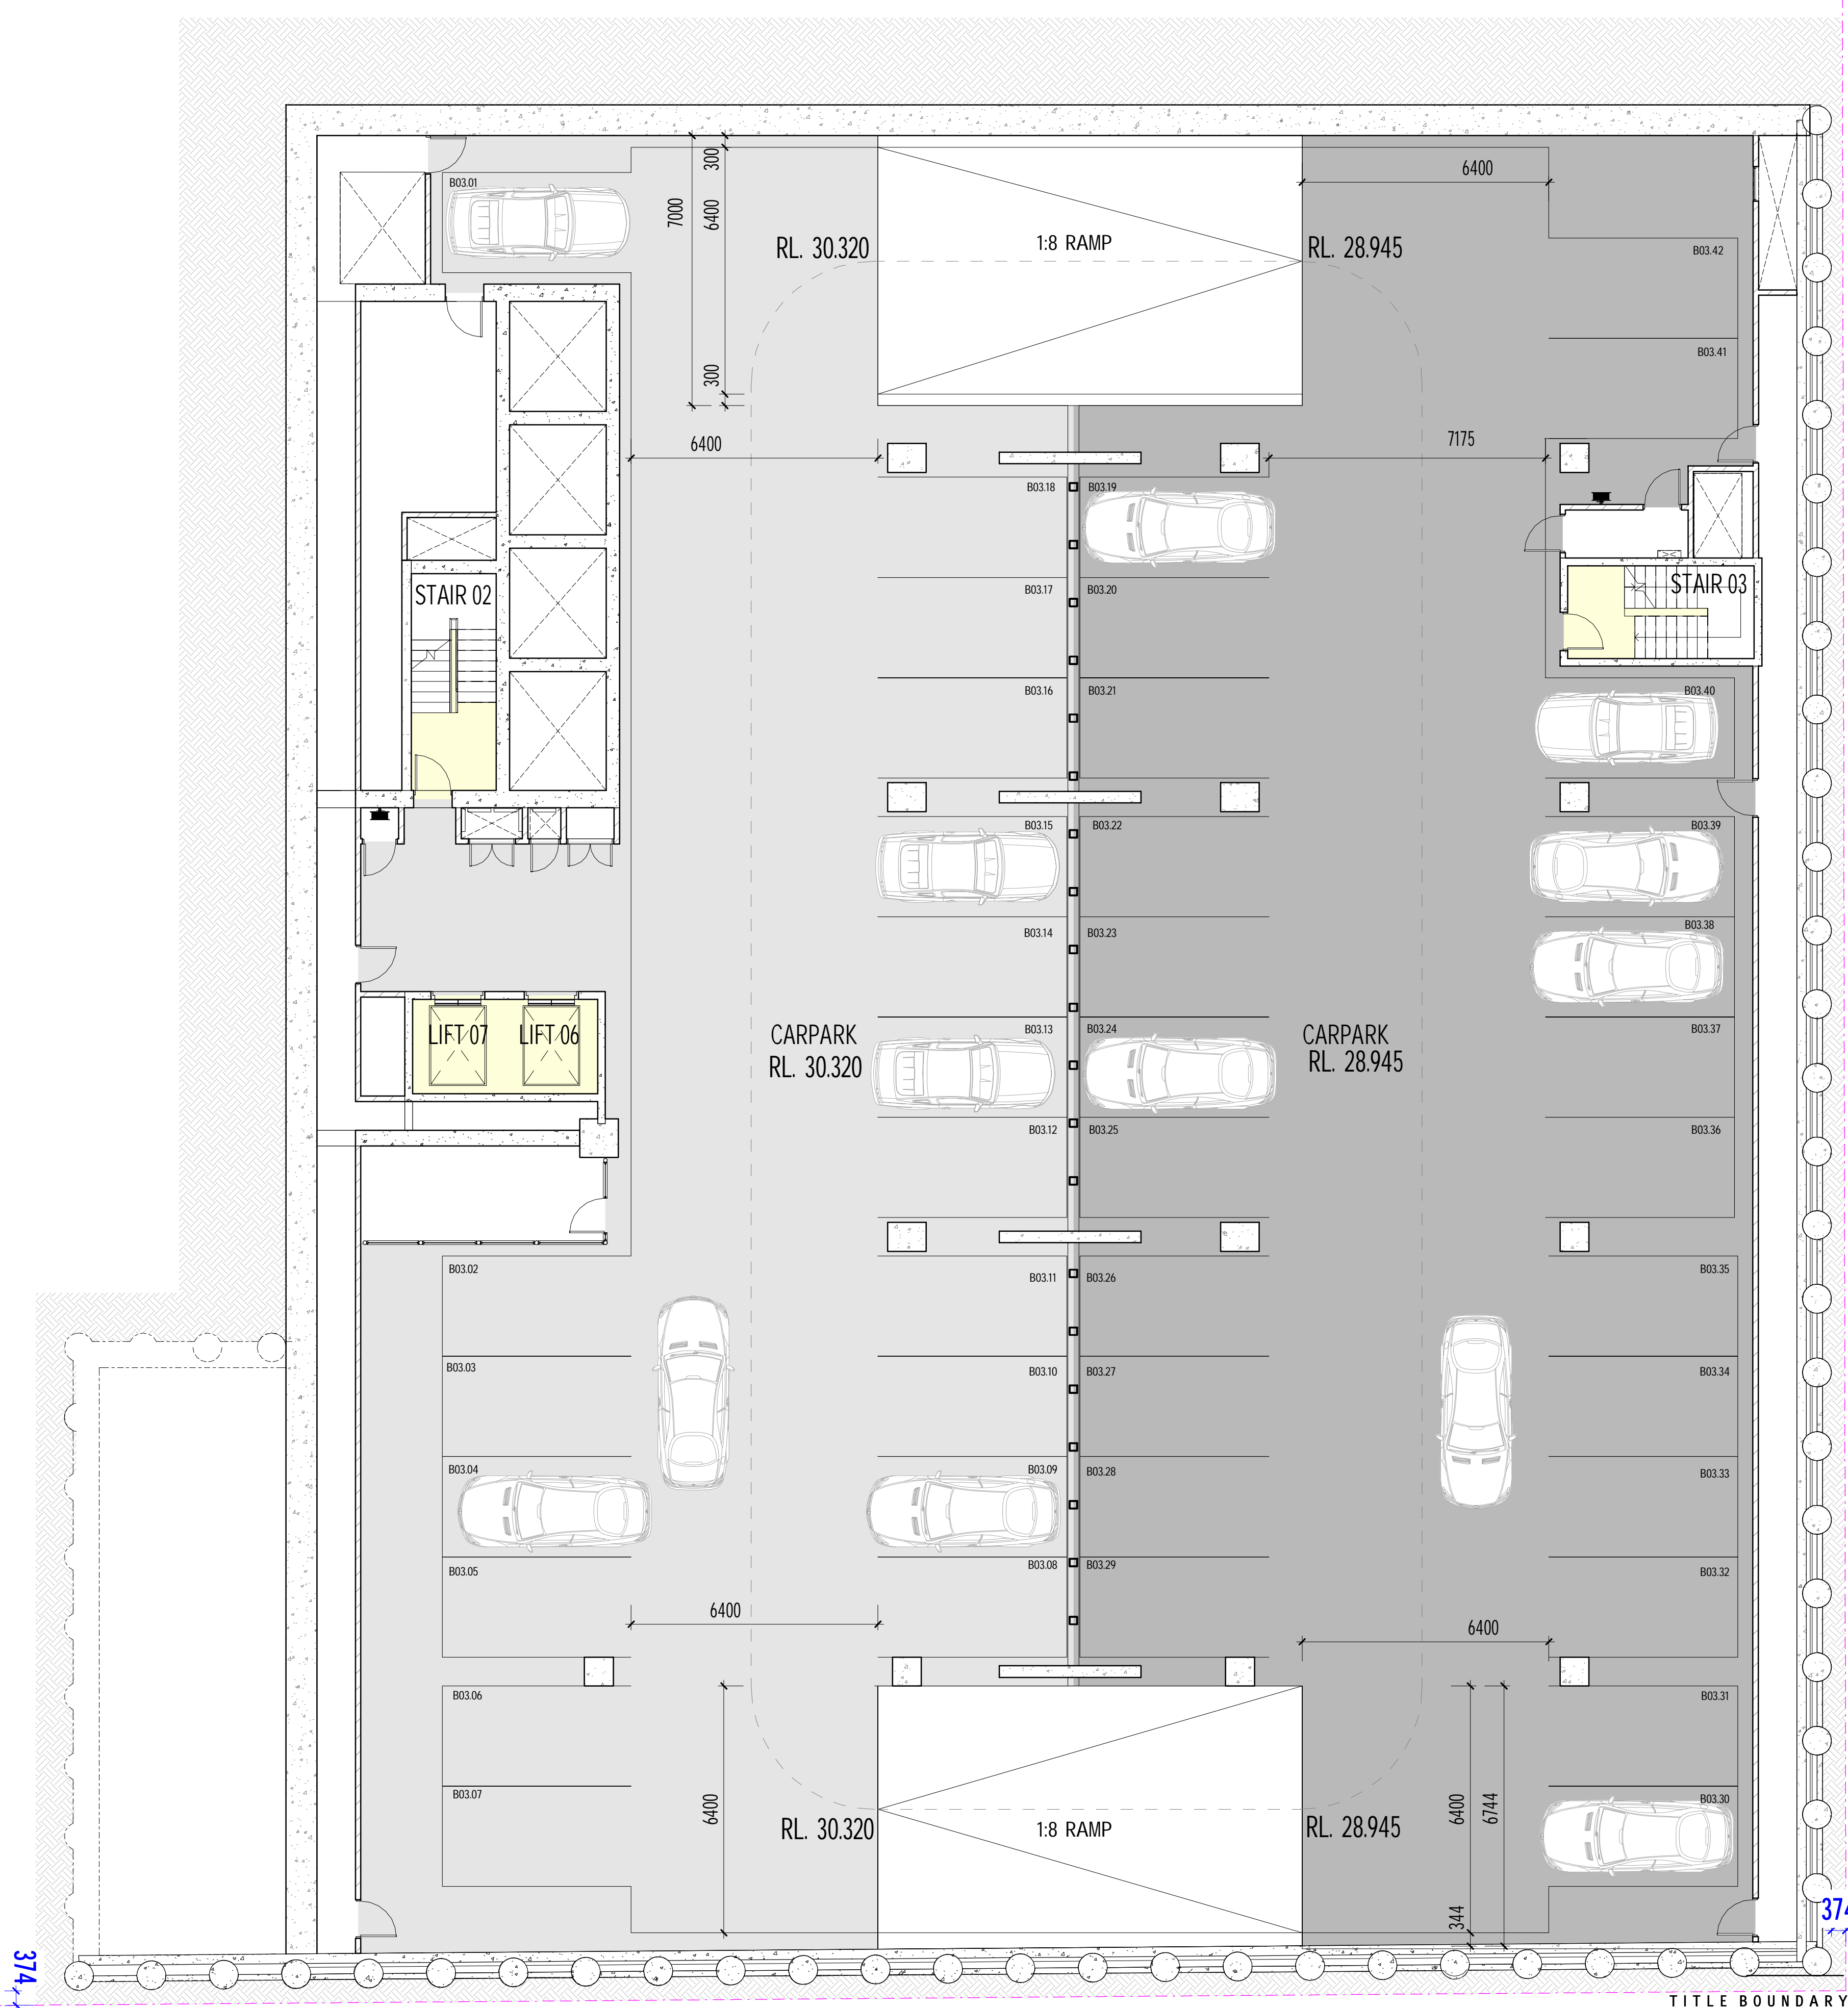 300
6400
B03.01
7000
6400
RL. 30.320
1:8 RAMP
RL. 28.945
B03.42
B03.41
300
6400
7175
B03.18
B03.19
STAIR 02
B03.17
B03.20
STAIR 03
B03.16
B03.21
B03.40
B03.15
B03.22
B03.39
B03.14
B03.23
B03.38
LIFT 07
LIFT 06
CARPARK
RL. 30.320
B03.13
B03.24
CARPARK
RL. 28.945
B03.37
B03.12
B03.25
B03.36
B03.02
B03.11
B03.26
B03.35
B03.03
B03.10
B03.27
B03.34
B03.04
B03.09
B03.28
B03.33
B03.05
B03.08
B03.29
B03.32
6400
6400
B03.06
B03.31
B03.07
B03.30
6400
6400
6744
RL. 30.320
1:8 RAMP
RL. 28.945
344
374
374
TITLE BOUNDARY